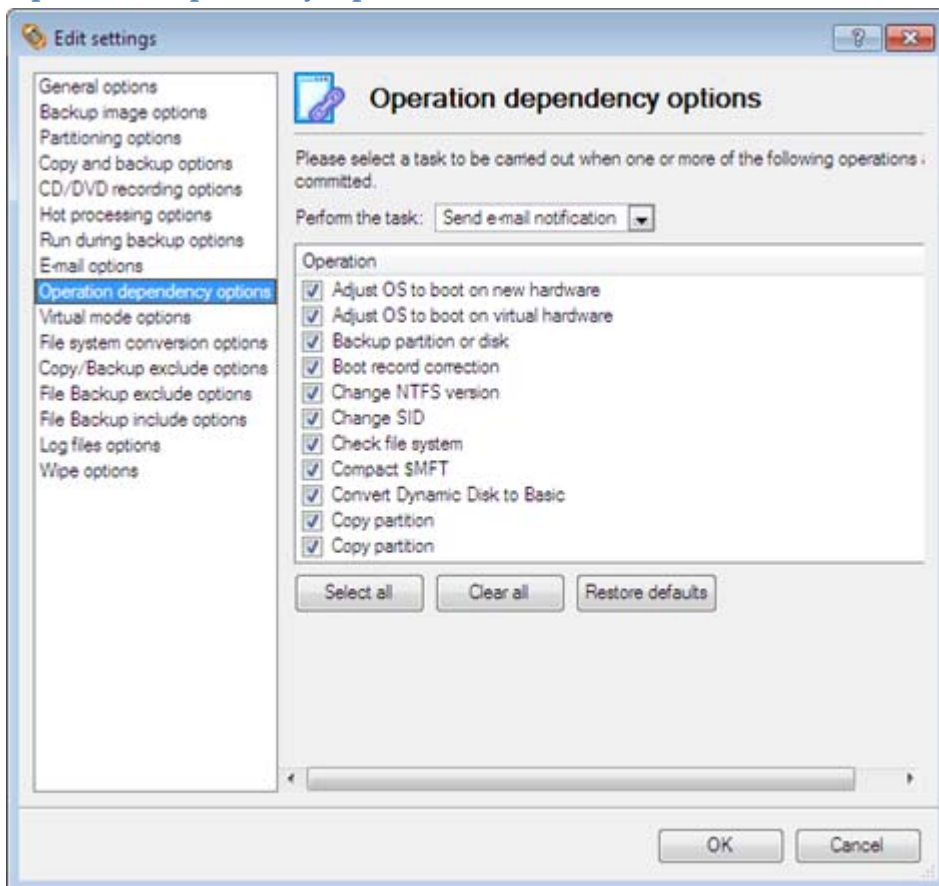 Edit settings
General options
Backup image options
Partitioning options
Copy and backup options
CD/DVD recording options
Hot processing options
Run during backup options
E-mail options
Operation dependency options
Virtual mode options
File system conversion options
Copy/Backup exclude options
File Backup exclude options
File Backup include options
Log files options
Wipe options
Operation dependency options
Please select a task to be carried out when one or more of the following operations
committed.
Perform the task: Send e-mail notification
Operation
Adjust OS to boot on new hardware
Adjust OS to boot on virtual hardware
Backup partition or disk
Boot record correction
Change NTFS version
Change SID
Check file system
Compact $MFT
Convert Dynamic Disk to Basic
Copy partition
Copy partition
Select all Clear all Restore defaults
OK Cancel